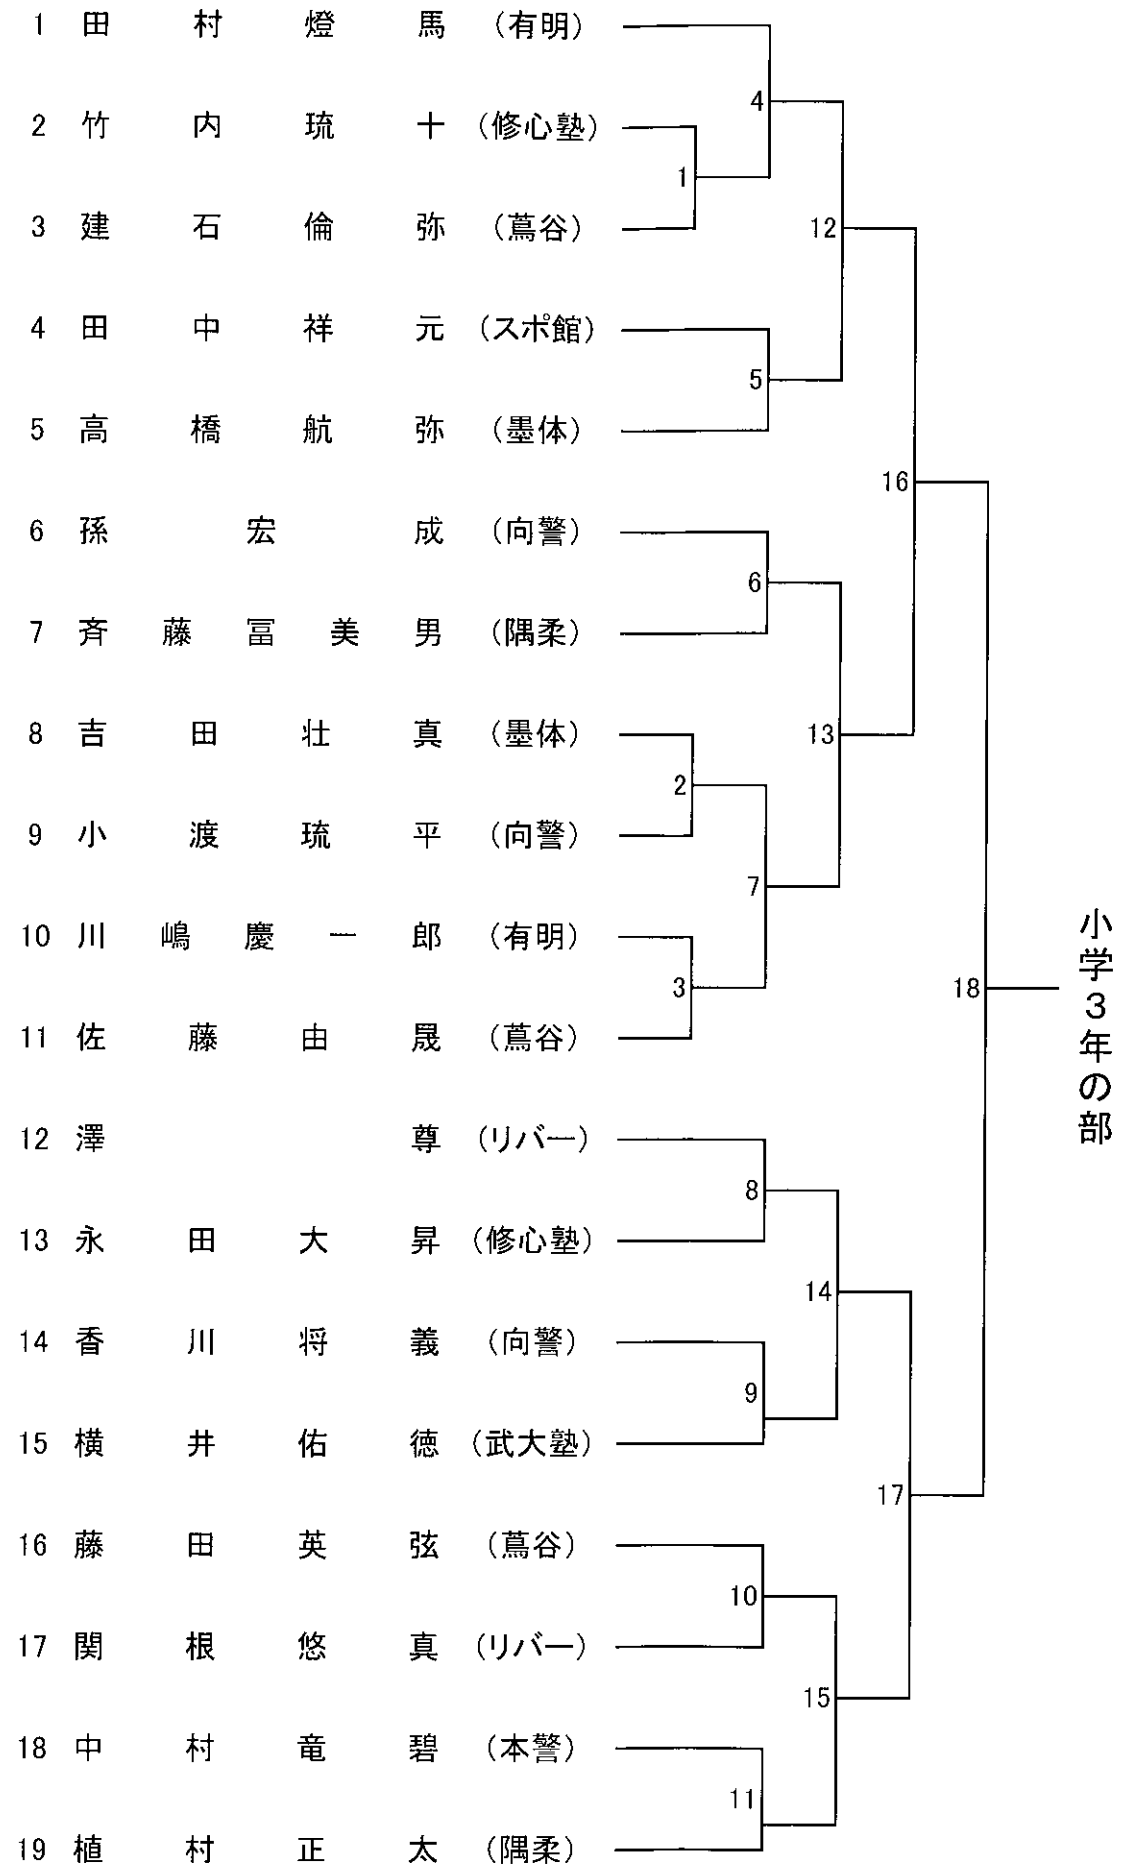 1 田村燈馬 (有明)
2 竹内琉十 (修心塾)
3 建石倫弥 (蔦谷)
4 田中祥元 (スポ館)
5 高橋航弥 (墨体)
6 孫宏成 (向警)
7 斉藤冨美男 (隅柔)
8 吉田壮真 (墨体)
9 小渡琉平 (向警)
10 川嶋慶一郎 (有明)
11 佐藤由晟 (蔦谷)
12 澤尊 (リバー)
13 永田大昇 (修心塾)
14 香川将義 (向警)
15 横井佑徳 (武大塾)
16 藤田英弦 (蔦谷)
17 関根悠真 (リバー)
18 中村竜碧 (本警)
19 植村正太 (隅柔)
1
2
3
4
5
6
7
8
9
10
11
12
13
14
15
16
17
18
小学3年の部